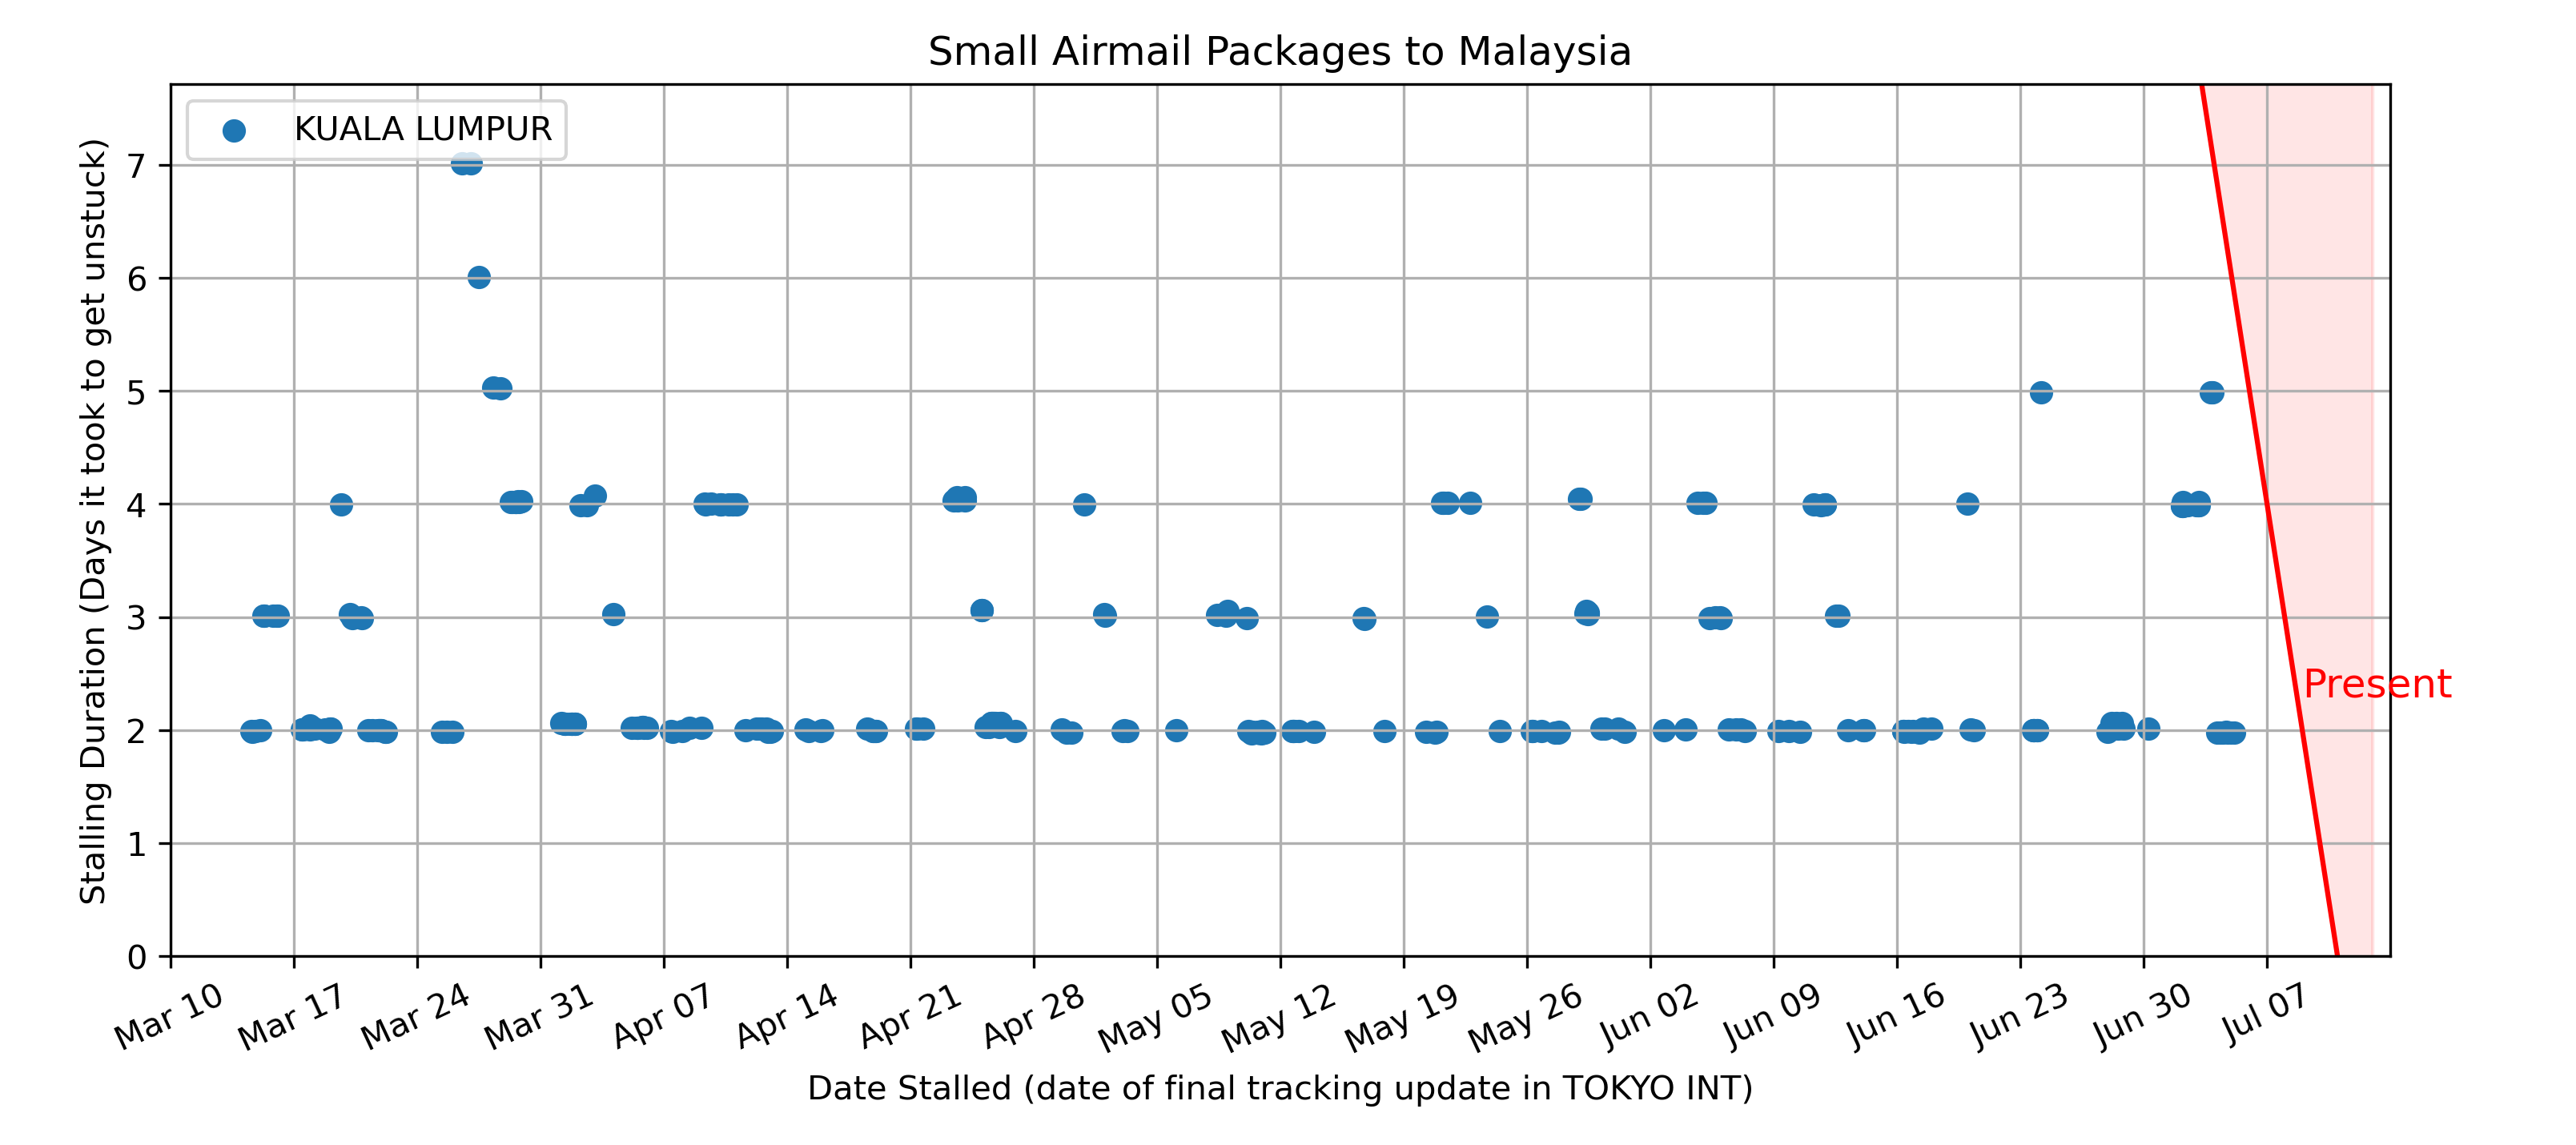 Small Airmail Packages to Malaysia
KUALA LUMPUR
Stalling Duration (Days it took to get unstuck)
7
6
5
4
3
2
1
0
Present
Mar 10
Mar 17
Mar 24
Mar 31
Apr 07
Apr 14
Apr 21
Apr 28
May 05
May 12
May 19
May 26
Jun 02
Jun 09
Jun 16
Jun 23
Jun 30
Jul 07
Date Stalled (date of final tracking update in TOKYO INT)